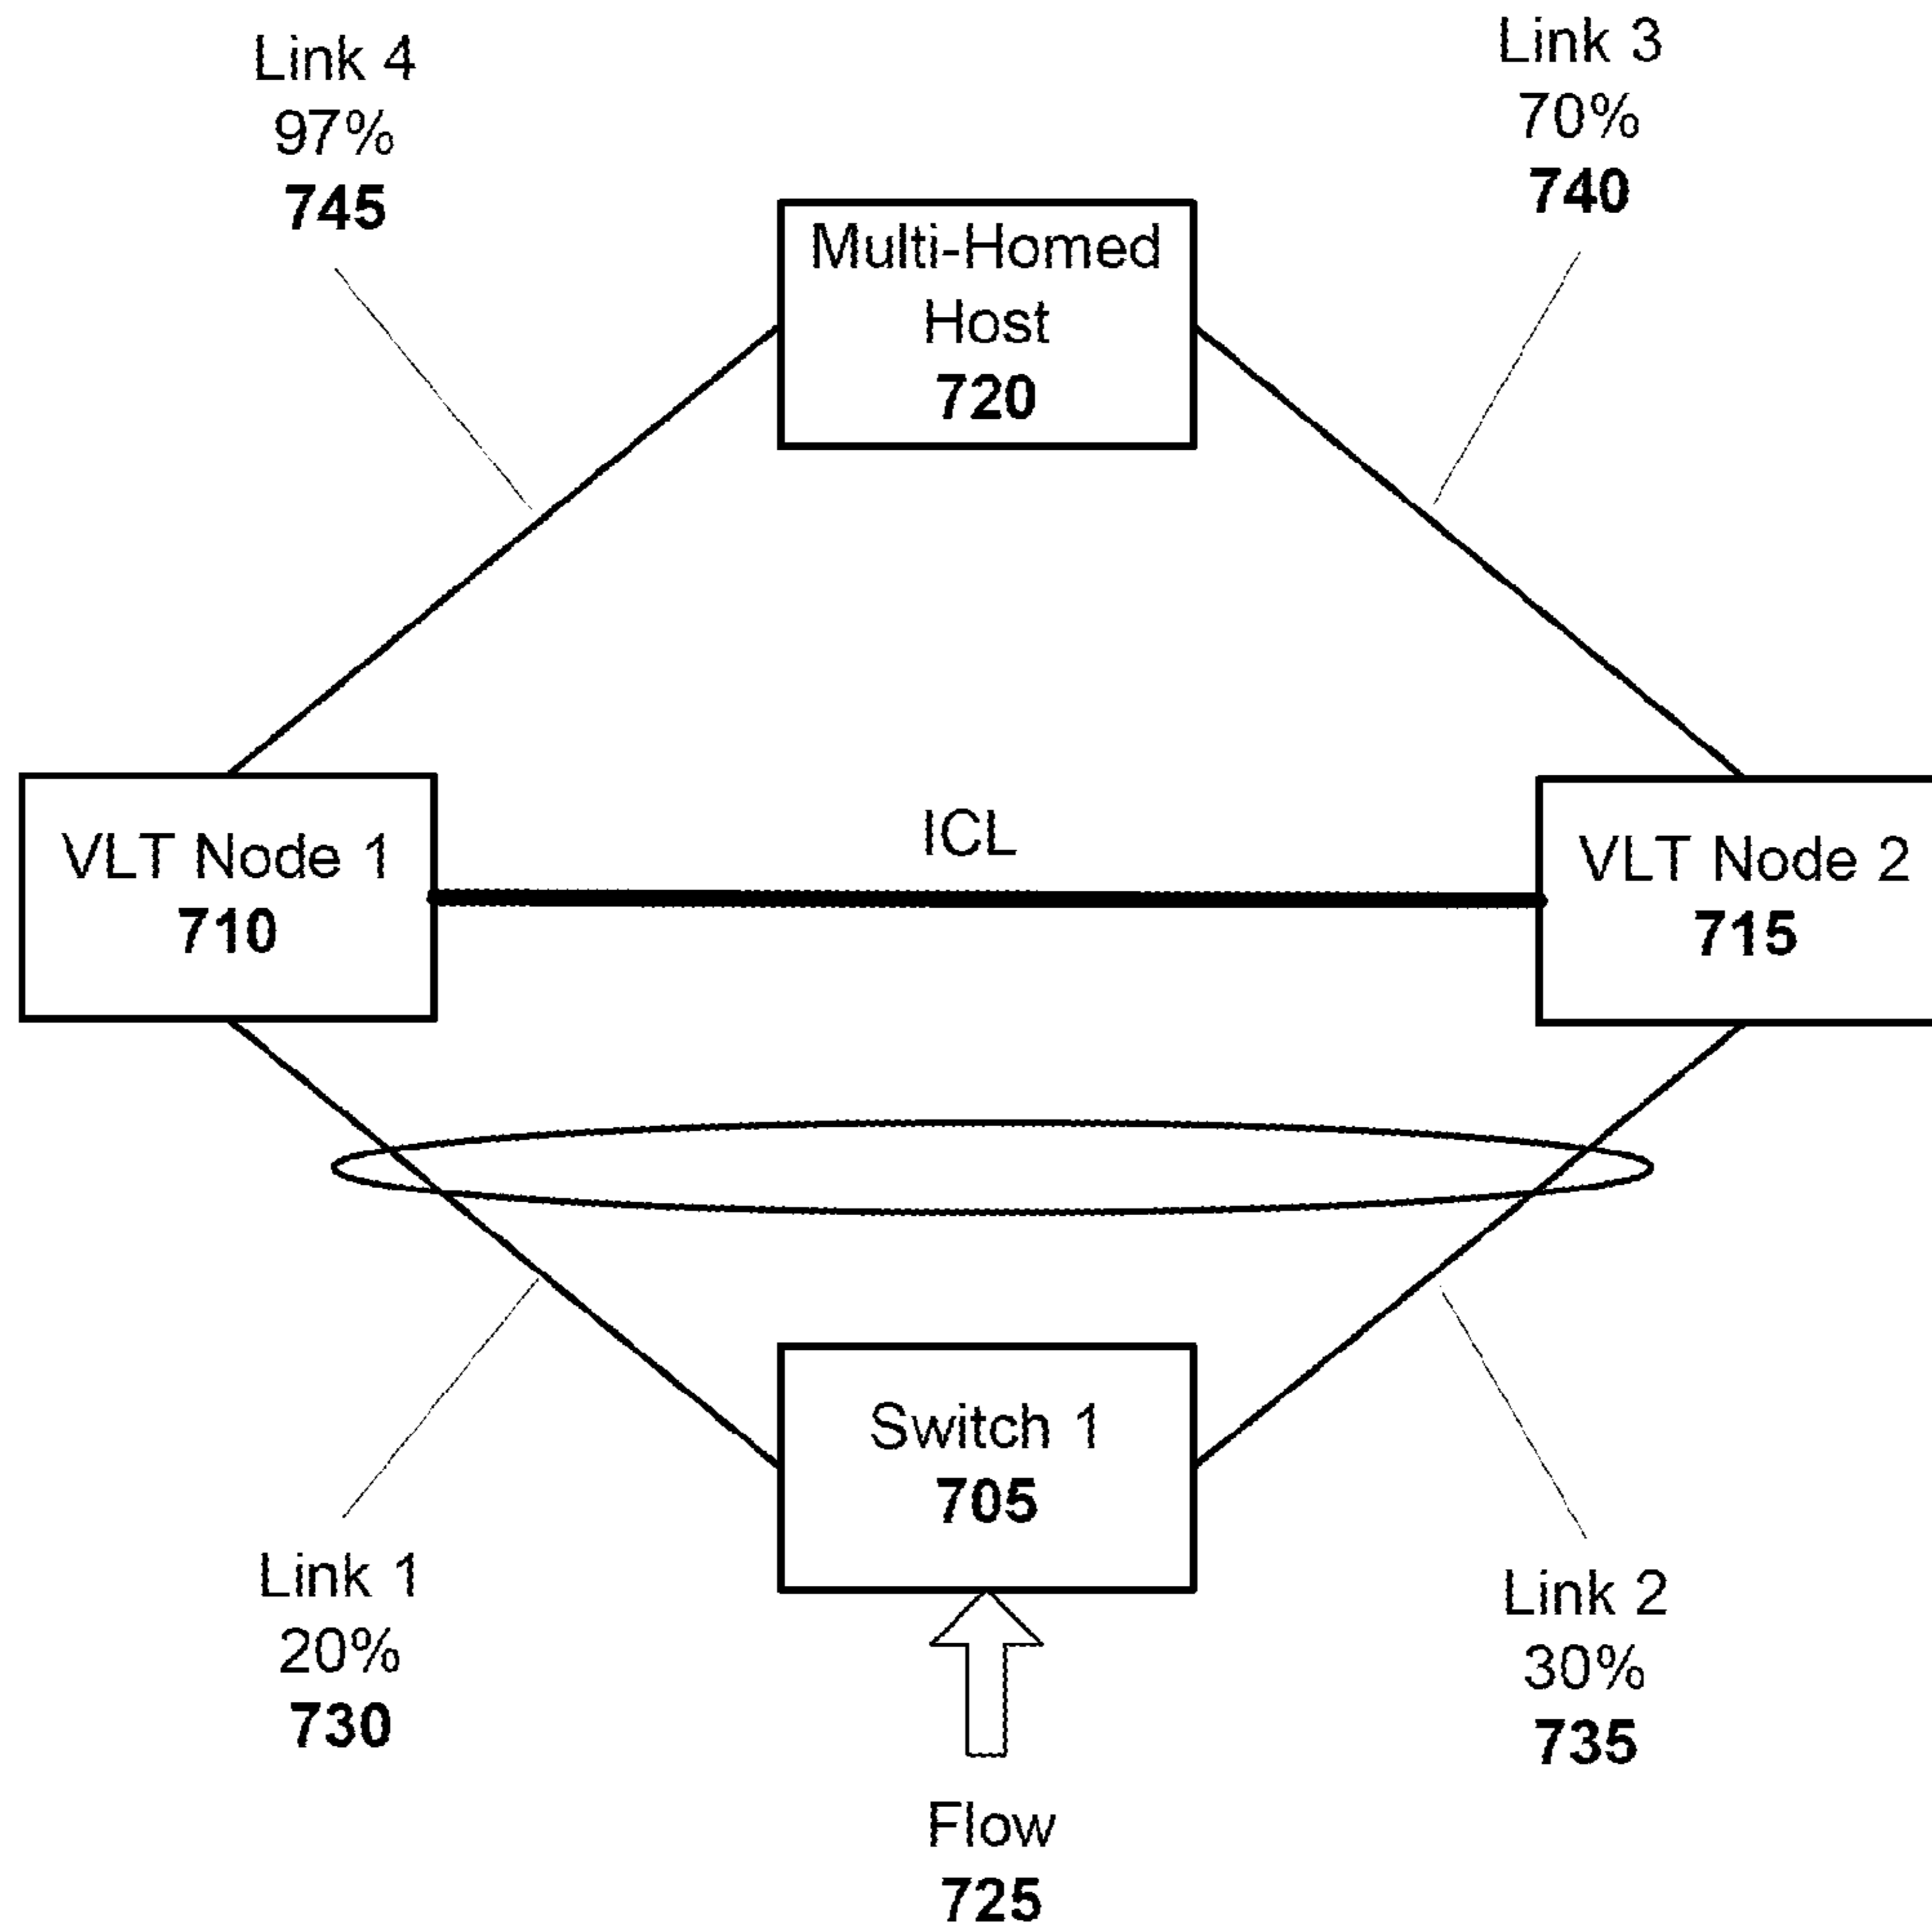 Link 4
97%
745
Link 3
70%
740
Multi-Homed
Host
720
VLT Node 1
710
ICL
VLT Node 2
715
Switch 1
705
Link 1
20%
730
Link 2
30%
735
Flow
725